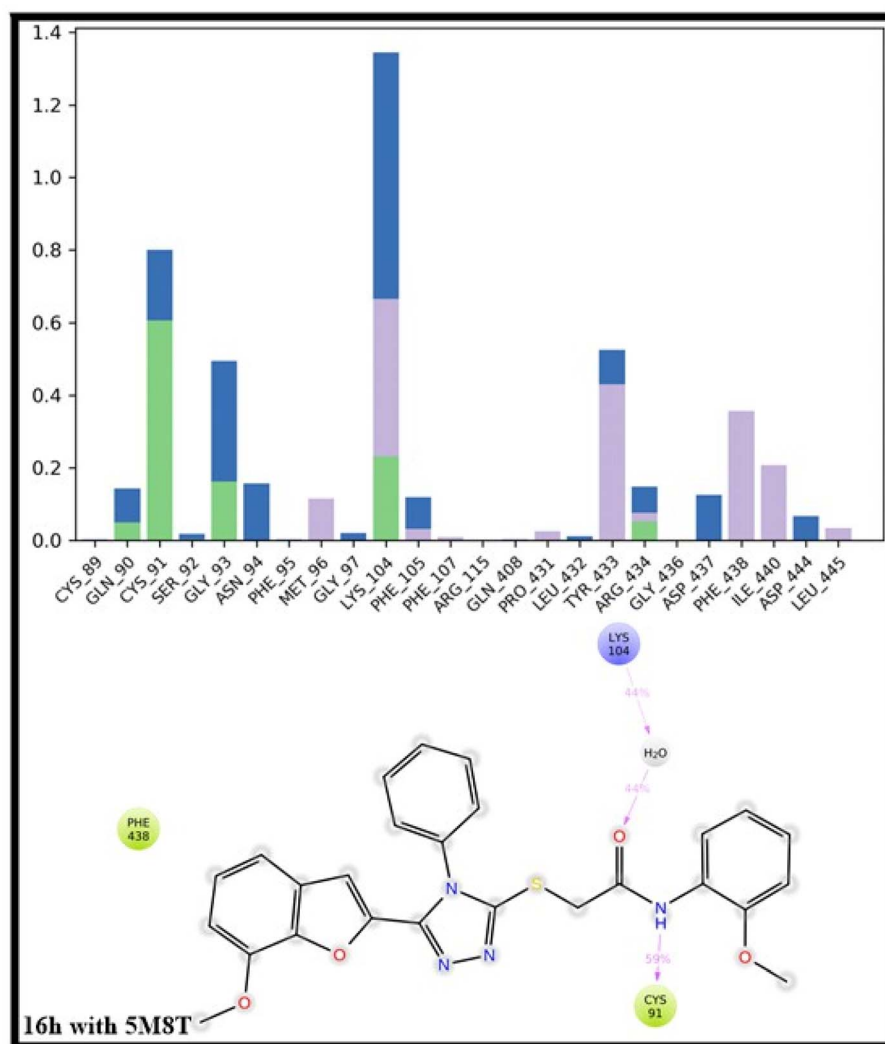 1.4
1.2
1.0
0.8
0.6
0.4
0.2
0.0
CYS_89
GLN_90
CYS_91
SER_92
GLY_93
ASN_94
PHE_95
MET_96
GLY_97
LYS_104
PHE_105
PHE_107
ARG_115
GLN_408
PRO_431
LEU_432
TYR_433
ARG_434
GLY_436
ASP_437
PHE_438
ILE_440
ASP_444
LEU_445
LYS
104
44%
H₂O
44%
PHE
438
O
N
S
O
N
H
N
N
O
O
O
59%
CYS
91
16h with 5M8T